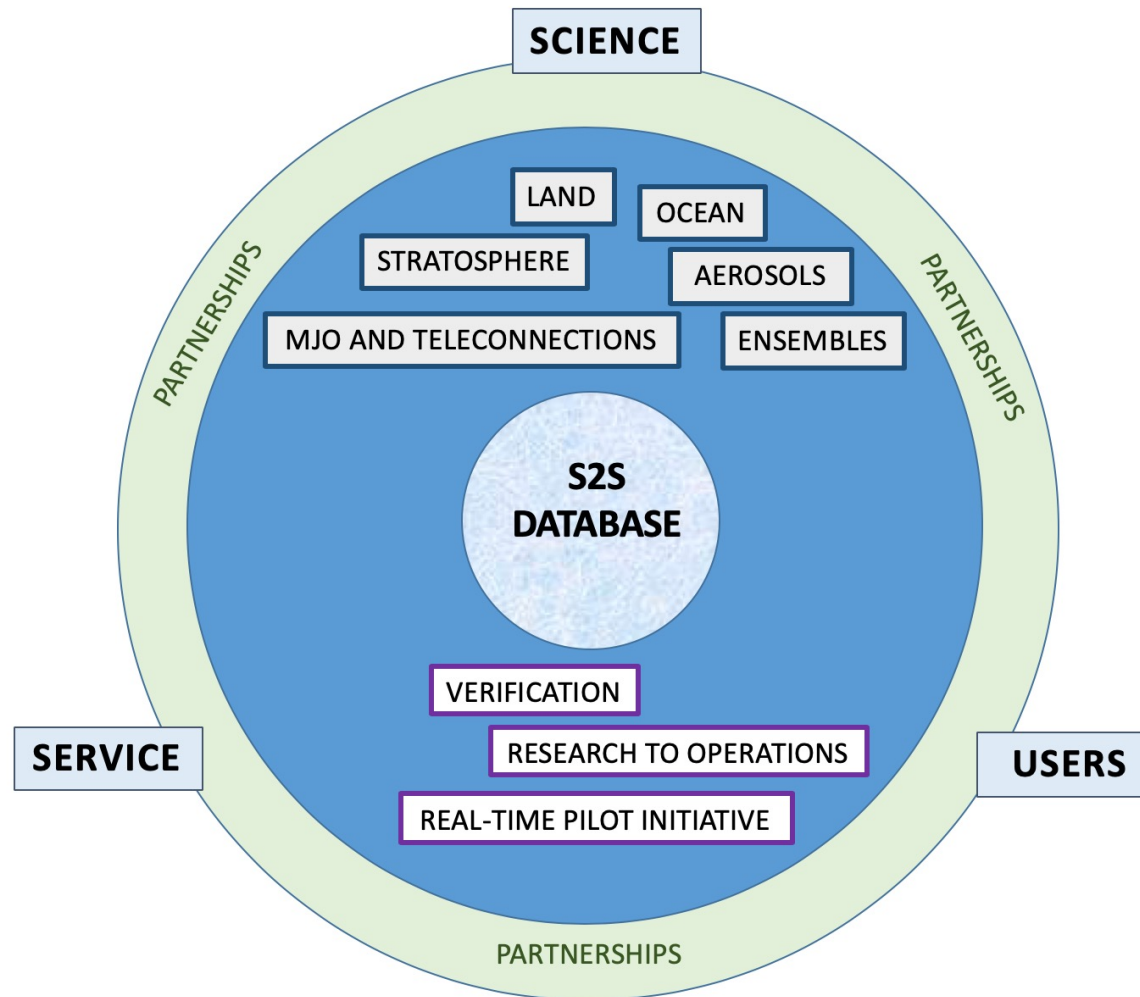 SCIENCE
LAND
OCEAN
STRATOSPHERE
AEROSOLS
PARTNERSHIPS
PARTNERSHIPS
MJO AND TELECONNECTIONS
ENSEMBLES
S2S
DATABASE
VERIFICATION
SERVICE
RESEARCH TO OPERATIONS
USERS
REAL-TIME PILOT INITIATIVE
PARTNERSHIPS